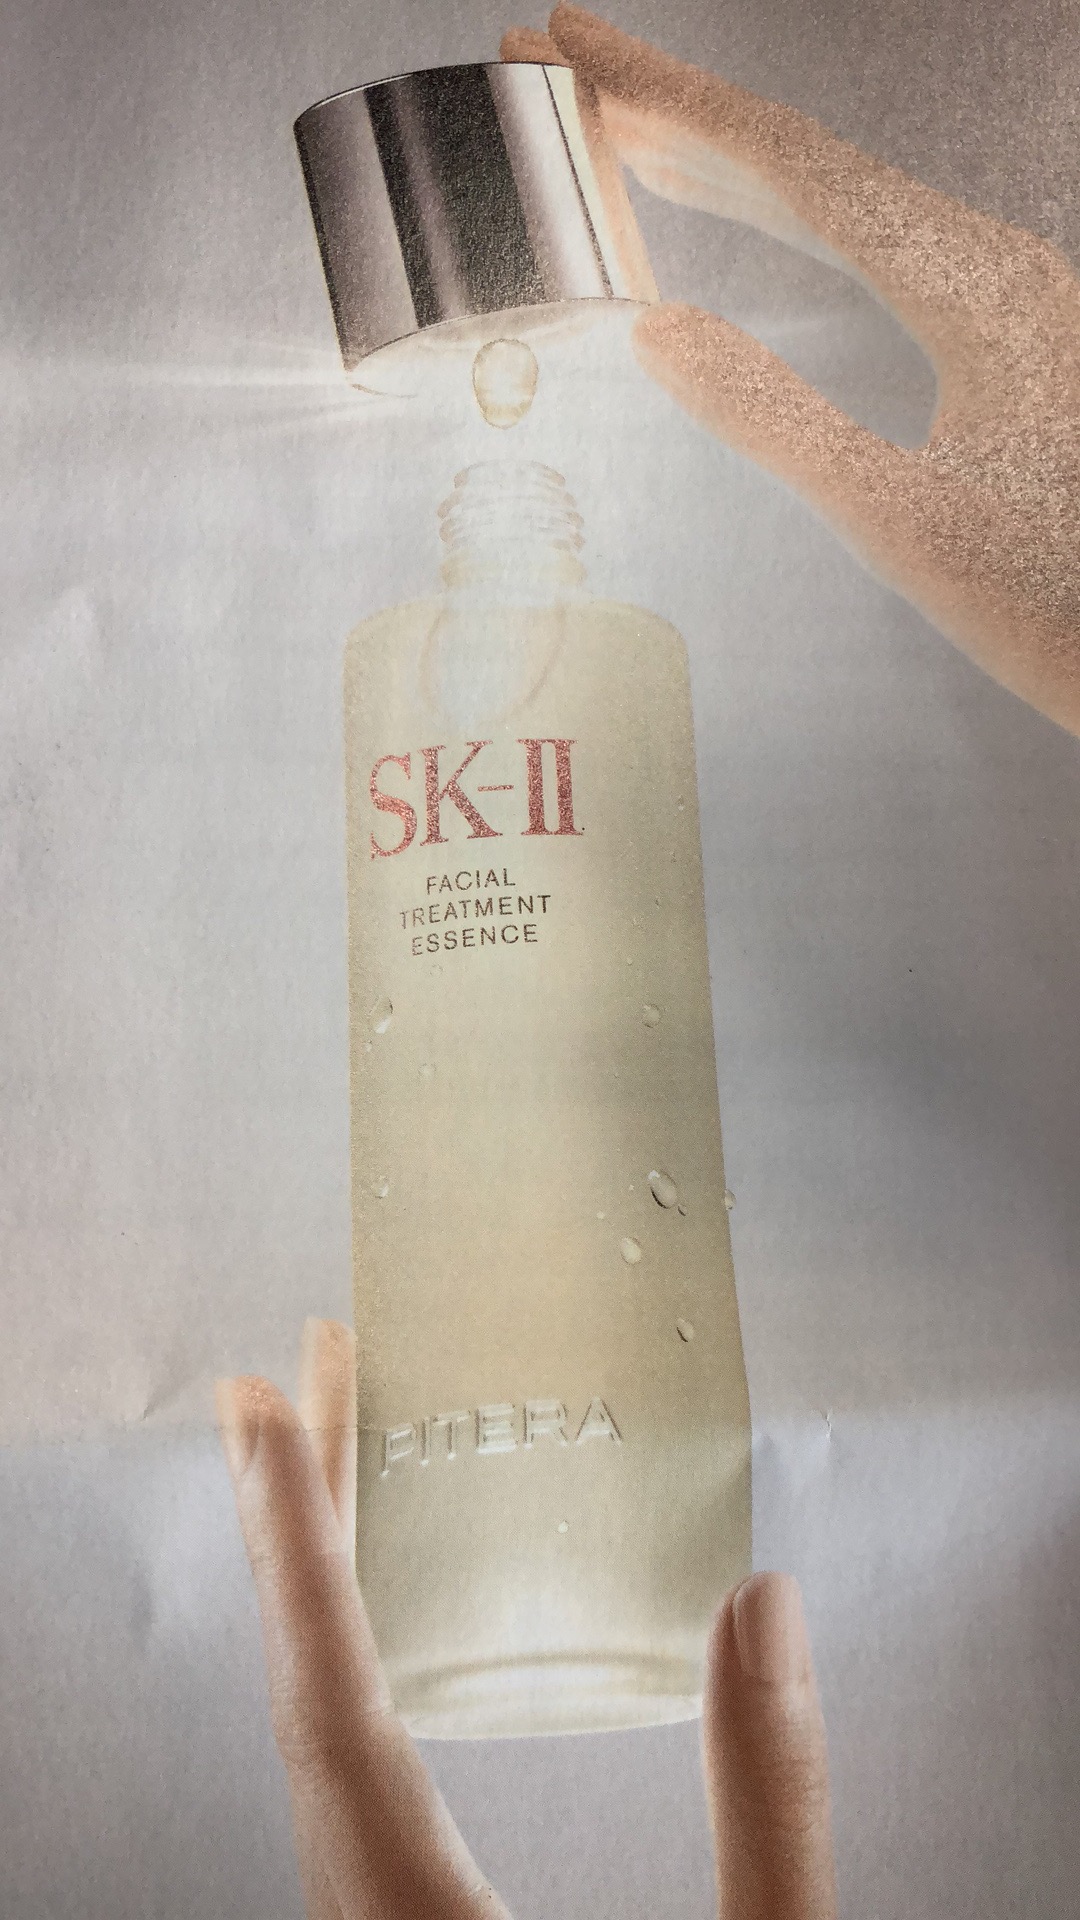 SK-II
FACIAL
TREATMENT
ESSENCE
PITERA